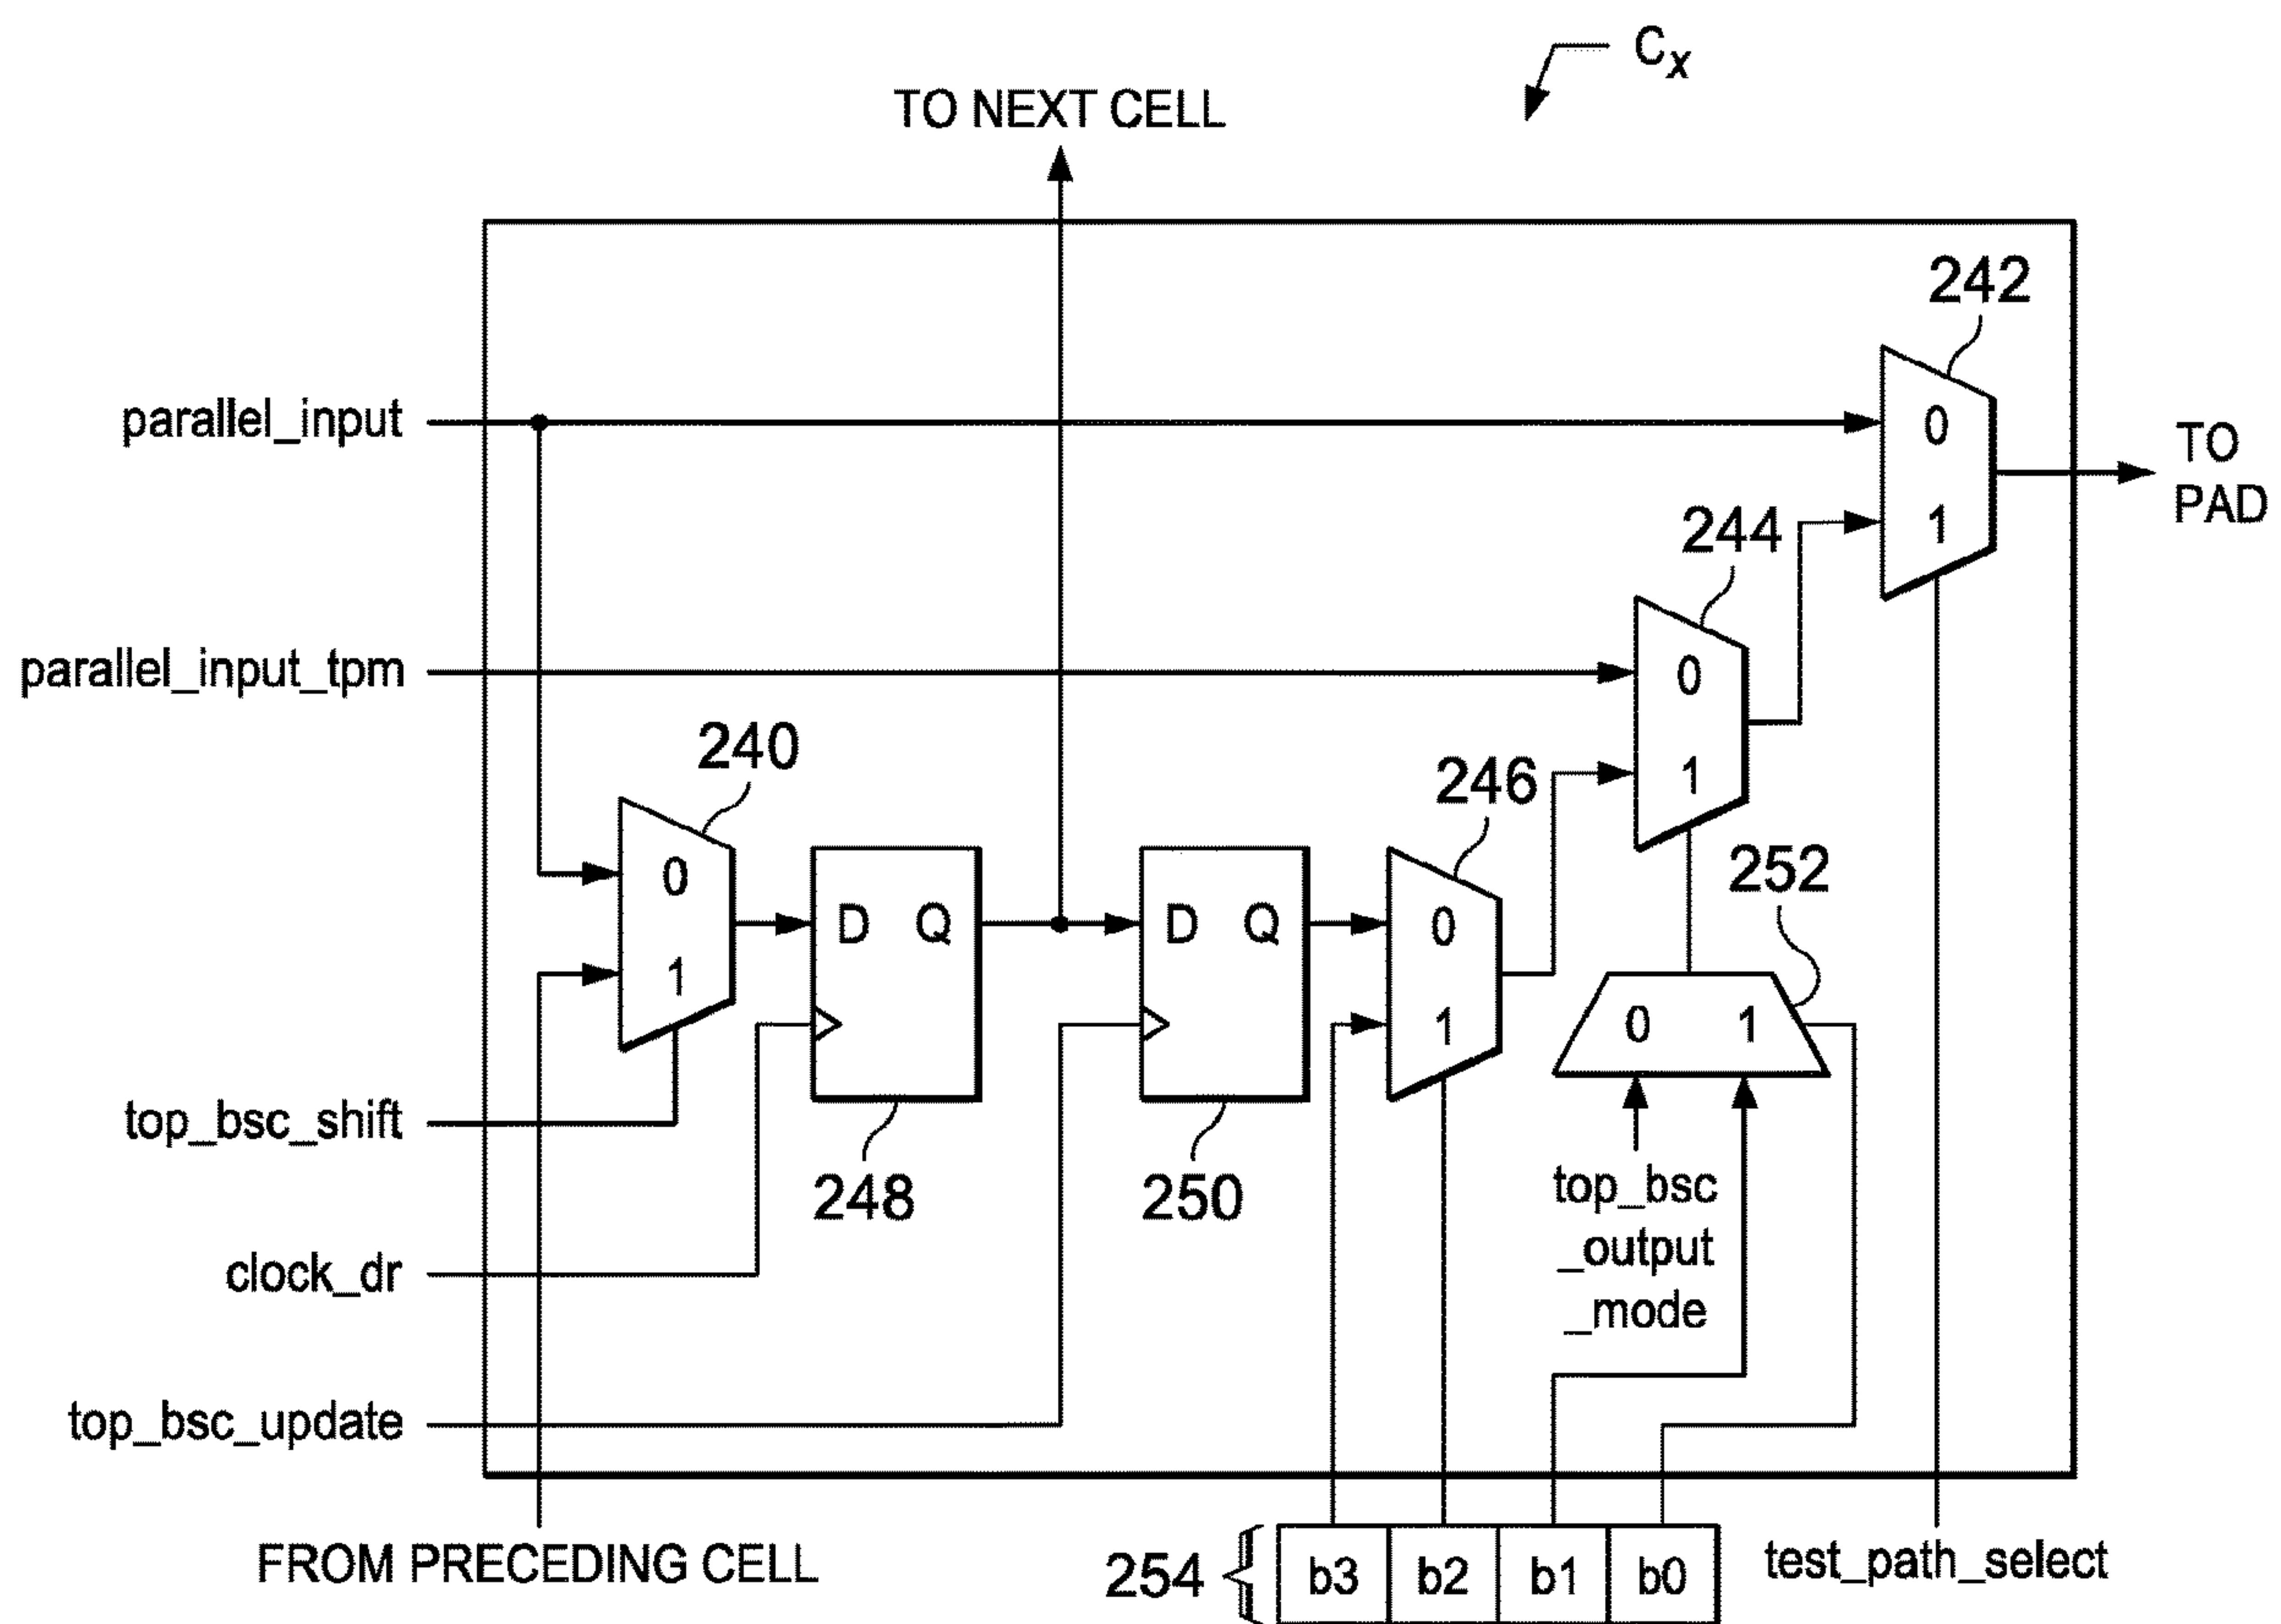 Cx
TO NEXT CELL
242
parallel_input
0
1
TO
PAD
244
parallel_input_tpm
0
1
240
246
252
0
1
D Q
D Q
0
1
0 1
top_bsc_shift
248
250
top_bsc
_output
_mode
clock_dr
top_bsc_update
FROM PRECEDING CELL
254
b3 b2 b1 b0
test_path_select